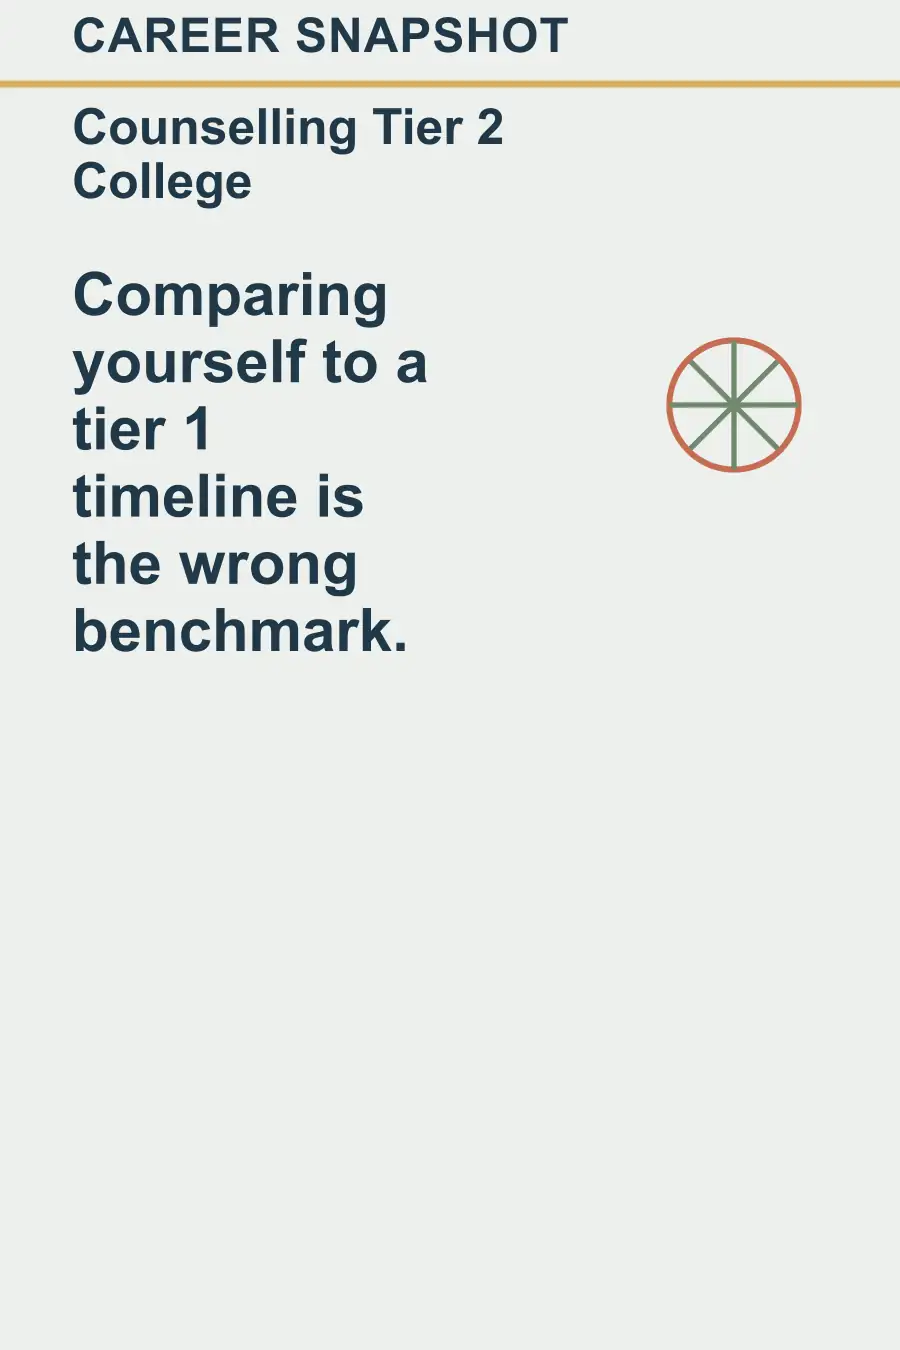 CAREER SNAPSHOT
Counselling Tier 2
College
Comparing
yourself to a
tier 1
timeline is
the wrong
benchmark.